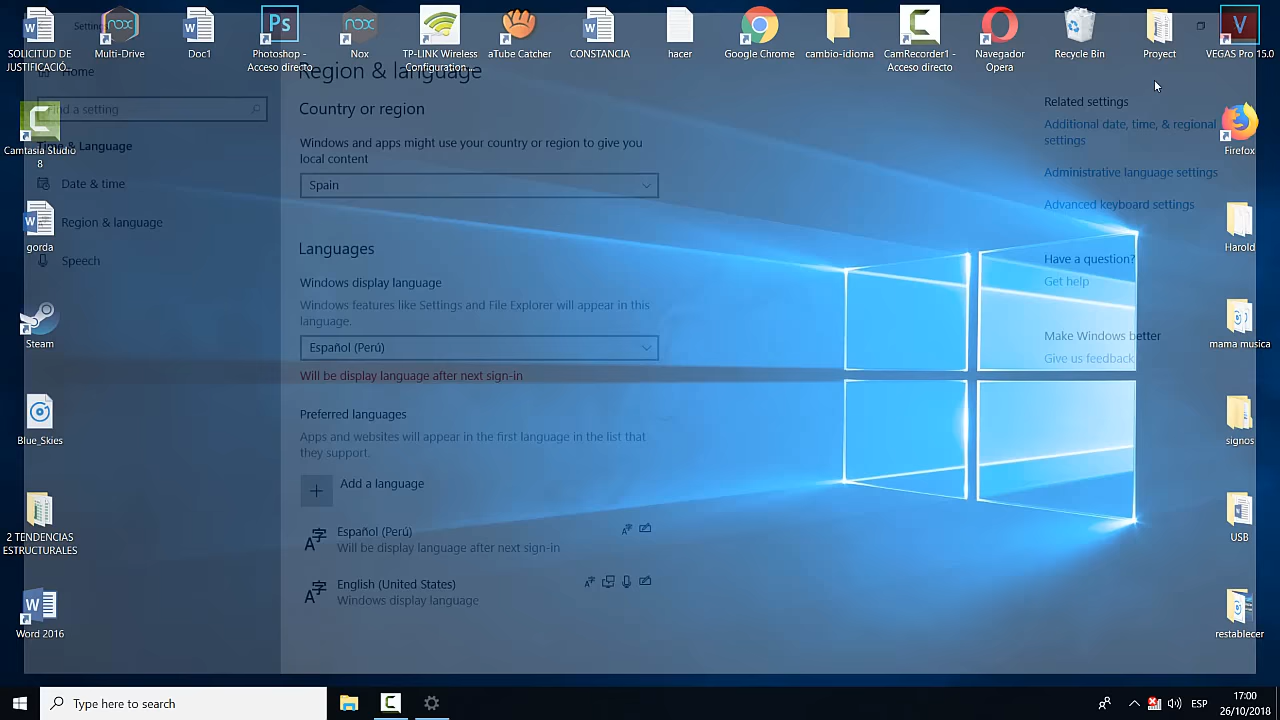 SOLICITUD DE
JUSTIFICACIÓ...
Multi-Drive
Doc1
Photoshop -
Acceso directo
Nox
TP-LINK Wireless
Configuration...
aTube Catcher
CONSTANCIA
hacer
Google Chrome
cambio-idioma
CamRecorder1 -
Acceso directo
Navegador
Opera
Recycle Bin
Proyect
VEGAS Pro 15.0
Camtasia Studio
8
gorda
Steam
Blue_Skies
2 TENDENCIAS
ESTRUCTURALES
Word 2016
Firefox
Harold
mama musica
signos
USB
restablecer
Home
Find a setting
Time & Language
Date & time
Region & language
Speech
Region & language
Country or region
Windows and apps might use your country or region to give you
local content
Spain
Languages
Windows display language
Windows features like Settings and File Explorer will appear in this
language.
Español (Perú)
Will be display language after next sign-in
Preferred languages
Apps and websites will appear in the first language in the list that
they support.
Add a language
Español (Perú)
Will be display language after next sign-in
English (United States)
Windows display language
Related settings
Additional date, time, & regional
settings
Administrative language settings
Advanced keyboard settings
Have a question?
Get help
Make Windows better
Give us feedback
Type here to search
ESP
17:00
26/10/2018